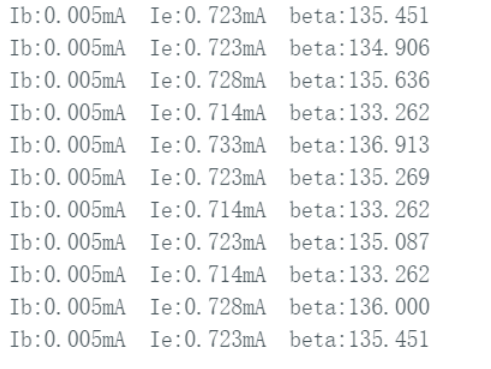 Ib:0.005mA  Ie:0.723mA  beta:135.451
Ib:0.005mA  Ie:0.723mA  beta:134.906
Ib:0.005mA  Ie:0.728mA  beta:135.636
Ib:0.005mA  Ie:0.714mA  beta:133.262
Ib:0.005mA  Ie:0.733mA  beta:136.913
Ib:0.005mA  Ie:0.723mA  beta:135.269
Ib:0.005mA  Ie:0.714mA  beta:133.262
Ib:0.005mA  Ie:0.723mA  beta:135.087
Ib:0.005mA  Ie:0.714mA  beta:133.262
Ib:0.005mA  Ie:0.728mA  beta:136.000
Ib:0.005mA  Ie:0.723mA  beta:135.451